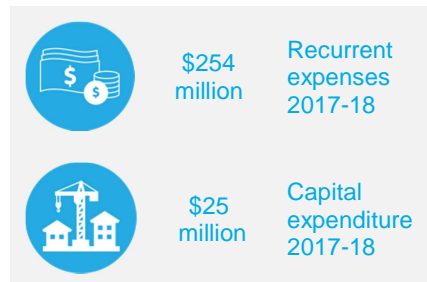 $254
million
Recurrent
expenses
2017-18
$
$
$25
million
Capital
expenditure
2017-18